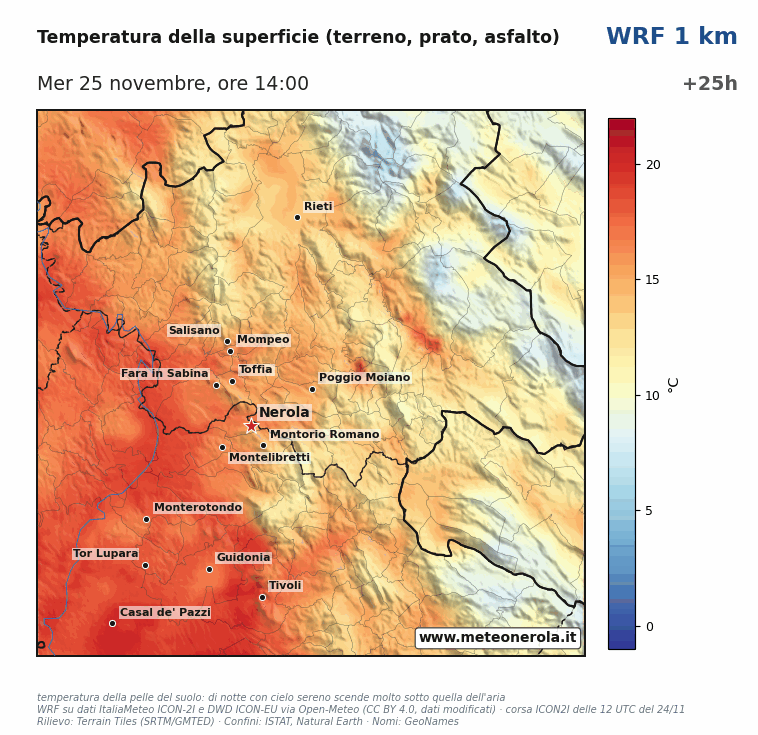 Temperatura della superficie (terreno, prato, asfalto)
WRF 1 km
Mer 25 novembre, ore 14:00
+25h
Rieti
Salisano
Mompeo
Fara in Sabina
Toffia
Poggio Moiano
Nerola
Montorio Romano
Montelibretti
Monterotondo
Tor Lupara
Guidonia
Tivoli
Casal de' Pazzi
www.meteonerola.it
20
15
10
5
0
°C
temperatura della pelle del suolo: di notte con cielo sereno scende molto sotto quella dell'aria
WRF su dati ItaliaMeteo ICON-2I e DWD ICON-EU via Open-Meteo (CC BY 4.0, dati modificati) · corsa ICON2I delle 12 UTC del 24/11
Rilievo: Terrain Tiles (SRTM/GMTED) · Confini: ISTAT, Natural Earth · Nomi: GeoNames